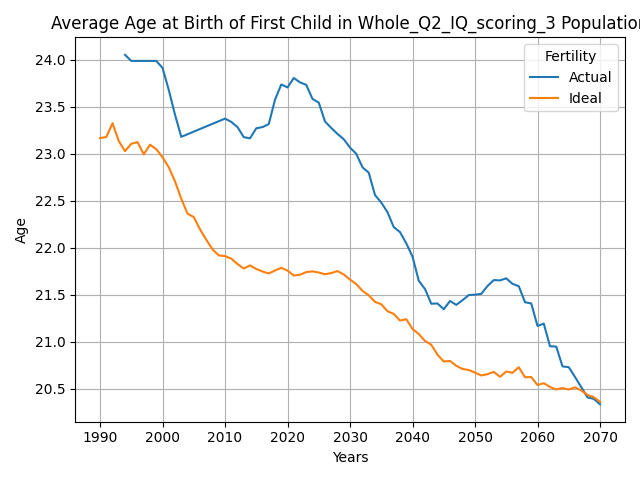 Average Age at Birth of First Child in Whole_Q2_IQ_scoring_3 Population
Fertility
Actual
Ideal
24.0
23.5
23.0
22.5
22.0
21.5
21.0
20.5
Age
1990 2000 2010 2020 2030 2040 2050 2060 2070
Years